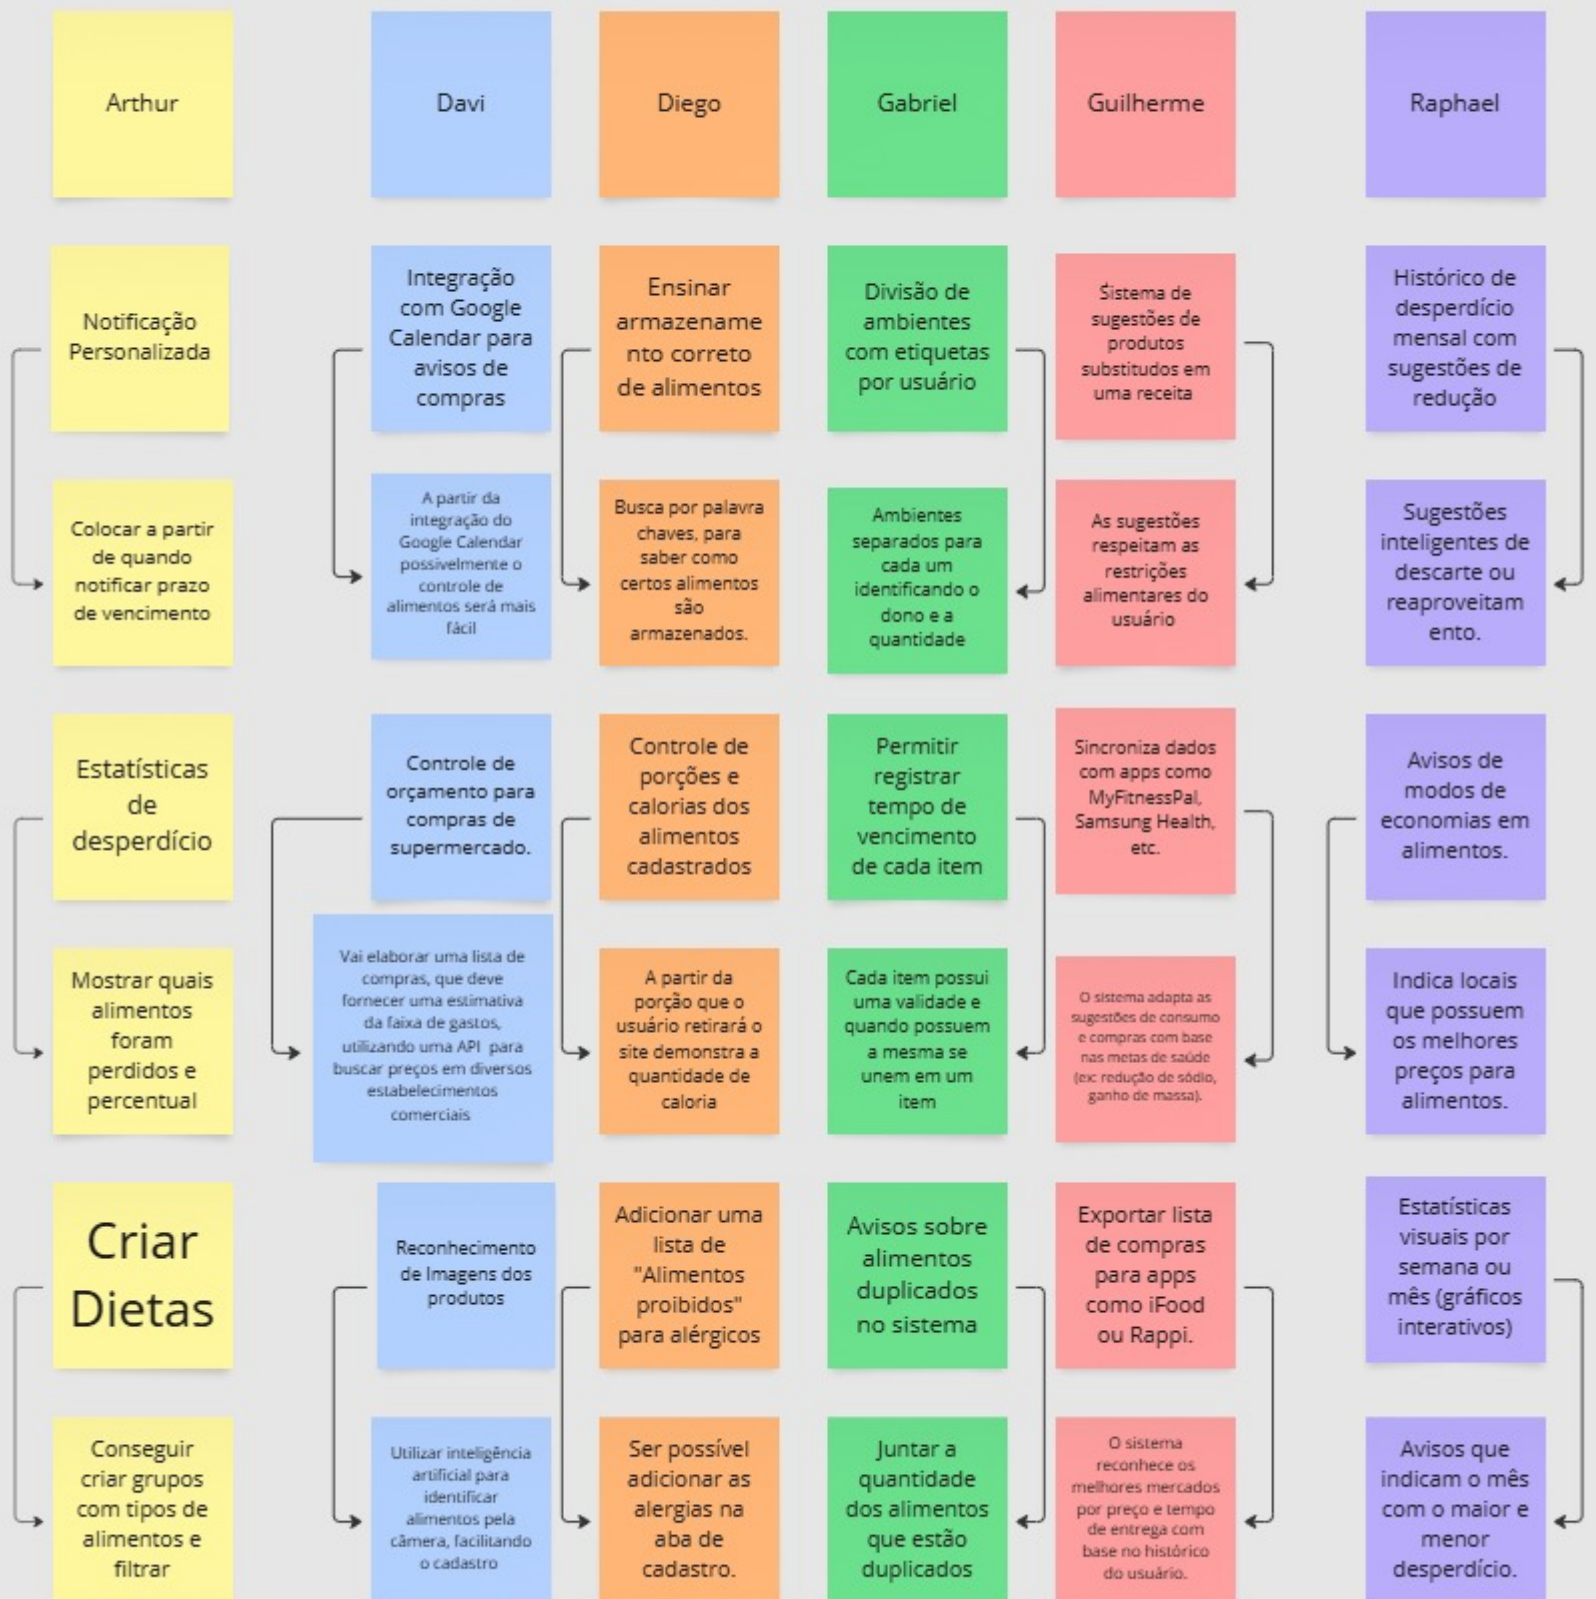 Arthur
Davi
Diego
Gabriel
Guilherme
Raphael
Notificação
Personalizada
Integração
com Google
Calendar para
avisos de
compras
Ensinar
armazename
nto correto
de alimentos
Divisão de
ambientes
com etiquetas
por usuário
Sistema de
sugestões de
produtos
substitudos em
uma receita
Histórico de
desperdício
mensal com
sugestões de
redução
Colocar a partir
de quando
notificar prazo
de vencimento
A partir da
integração do
Google Calendar
possivelmente o
controle de
alimentos será mais
fácil
Busca por palavra
chaves, para
saber como
certos alimentos
são
armazenados.
Ambientes
separados para
cada um
identificando o
dono e a
quantidade
As sugestões
respeitam as
restrições
alimentares do
usuário
Sugestões
inteligentes de
descarte ou
reaproveitam
ento.
Estatísticas
de
desperdício
Controle de
orçamento para
compras de
supermercado.
Controle de
porções e
calorias dos
alimentos
cadastrados
Permitir
registrar
tempo de
vencimento
de cada item
Sincroniza dados
com apps como
MyFitnessPal,
Samsung Health,
etc.
Avisos de
modos de
economias em
alimentos.
Mostrar quais
alimentos
foram
perdidos e
percentual
Vai elaborar uma lista de
compras, que deve
fornecer uma estimativa
da faixa de gastos,
utilizando uma API para
buscar preços em diversos
estabelecimentos
comerciais
A partir da
porção que o
usuário retirará o
site demonstra a
quantidade de
caloria
Cada item possui
uma validade e
quando possuem
a mesma se
unem em um
item
O sistema adapta as
sugestões de consumo
e compras com base
nas metas de saúde
(ex: redução de sódio,
ganho de massa).
Indica locais
que possuem
os melhores
preços para
alimentos.
Criar
Dietas
Reconhecimento
de Imagens dos
produtos
Adicionar uma
lista de
"Alimentos
proibidos"
para alérgicos
Avisos sobre
alimentos
duplicados
no sistema
Exportar lista
de compras
para apps
como iFood
ou Rappi.
Estatísticas
visuais por
semana ou
mês (gráficos
interativos)
Conseguir
criar grupos
com tipos de
alimentos e
filtrar
Utilizar inteligência
artificial para
identificar
alimentos pela
câmera, facilitando
o cadastro
Ser possível
adicionar as
alergias na
aba de
cadastro.
Juntar a
quantidade
dos alimentos
que estão
duplicados
O sistema
reconhece os
melhores mercados
por preço e tempo
de entrega com
base no histórico
do usuário.
Avisos que
indicam o mês
com o maior e
menor
desperdício.